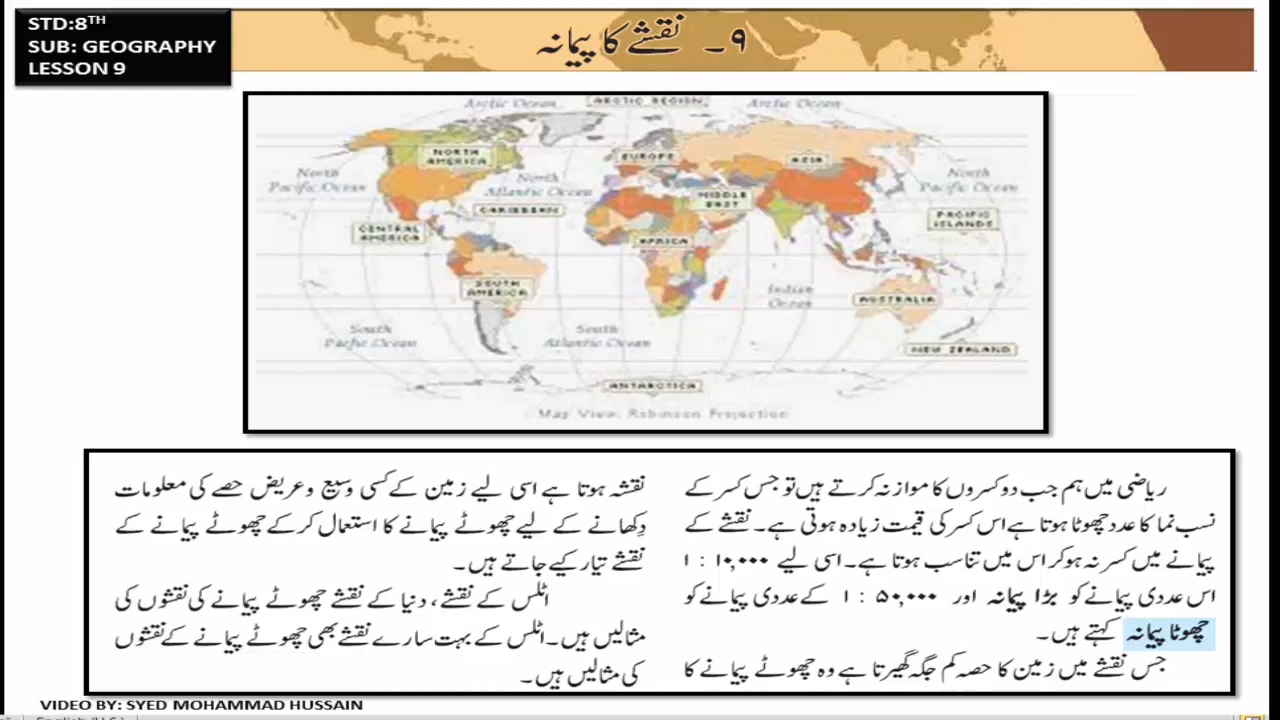 STD:8TH
SUB: GEOGRAPHY
LESSON 9
۹۔ نقشے کا پیمانہ
Arctic Ocean
ARCTIC REGION
Arctic Ocean
NORTH
AMERICA
EUROPE
ASIA
North
Pacific Ocean
North
Atlantic Ocean
MIDDLE
EAST
North
Pacific Ocean
CARIBBEAN
PACIFIC
ISLANDS
CENTRAL
AMERICA
AFRICA
SOUTH
AMERICA
Indian
Ocean
AUSTRALIA
South
Pacific Ocean
South
Atlantic Ocean
NEW ZEALAND
ANTARCTICA
Map View: Robinson Projection
ریاضی میں ہم جب دو کسروں کا موازنہ کرتے ہیں تو جس کسر کے
نسب نما کا عدد چھوٹا ہوتا ہے اس کسر کی قیمت زیادہ ہوتی ہے۔ نقشے کے
پیمانے میں کسر نہ ہو کر اس میں تناسب ہوتا ہے۔ اسی لیے ۱۰,۰۰۰ : ۱
اس عددی پیمانے کو بڑا پیمانہ اور ۵۰,۰۰۰ : ۱ کے عددی پیمانے کو
چھوٹا پیمانہ کہتے ہیں۔
جس نقشے میں زمین کا حصہ کم جگہ گھیرتا ہے وہ چھوٹے پیمانے کا
نقشہ ہوتا ہے اسی لیے زمین کے کسی وسیع و عریض حصے کی معلومات
دِکھانے کے لیے چھوٹے پیمانے کا استعمال کرکے چھوٹے پیمانے کے
نقشے تیار کیے جاتے ہیں۔
اٹلس کے نقشے، دنیا کے نقشے چھوٹے پیمانے کی نقشوں کی
مثالیں ہیں۔ اٹلس کے بہت سارے نقشے بھی چھوٹے پیمانے کے نقشوں
کی مثالیں ہیں۔
VIDEO BY: SYED MOHAMMAD HUSSAIN